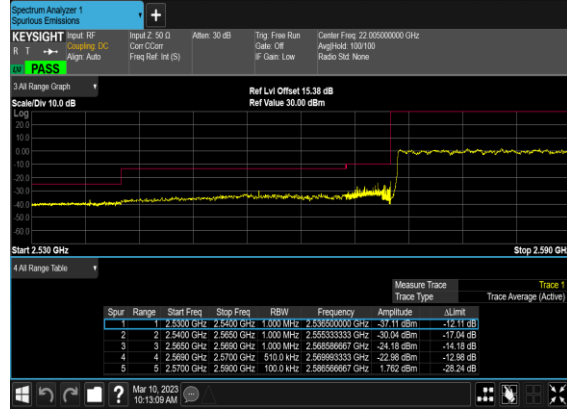 Spectrum Analyzer 1
Spurious Emissions
+
KEYSIGHT Input: RF Input Z: 50 Ω Atten: 30 dB Trig: Free Run Center Freq: 22.005000000 GHz
R T Coupling: DC Corr CCorr Gate: Off Avg|Hold: 100/100
Align: Auto Freq Ref: Int (S) IF Gain: Low Radio Std: None
PASS
3 All Range Graph
Ref Lvl Offset 15.38 dB
Scale/Div 10.0 dB Ref Value 30.00 dBm
Log
20.0
10.0
0.00
-10.0
-20.0
-30.0
-40.0
-50.0
-60.0
Start 2.530 GHz Stop 2.590 GHz
4 All Range Table
Measure Trace Trace 1
Trace Type Trace Average (Active)
Spur Range Start Freq Stop Freq RBW Frequency Amplitude ΔLimit
1 1 2.5300 GHz 2.5400 GHz 1.000 MHz 2.536500000 GHz -37.11 dBm -12.11 dB
2 2 2.5400 GHz 2.5650 GHz 1.000 MHz 2.555333333 GHz -30.04 dBm -17.04 dB
3 3 2.5650 GHz 2.5690 GHz 1.000 MHz 2.568586667 GHz -24.18 dBm -14.18 dB
4 4 2.5690 GHz 2.5700 GHz 510.0 kHz 2.569993333 GHz -22.98 dBm -12.98 dB
5 5 2.5700 GHz 2.5900 GHz 100.0 kHz 2.586566667 GHz 1.762 dBm -28.24 dB
? Mar 10, 2023
10:13:09 AM